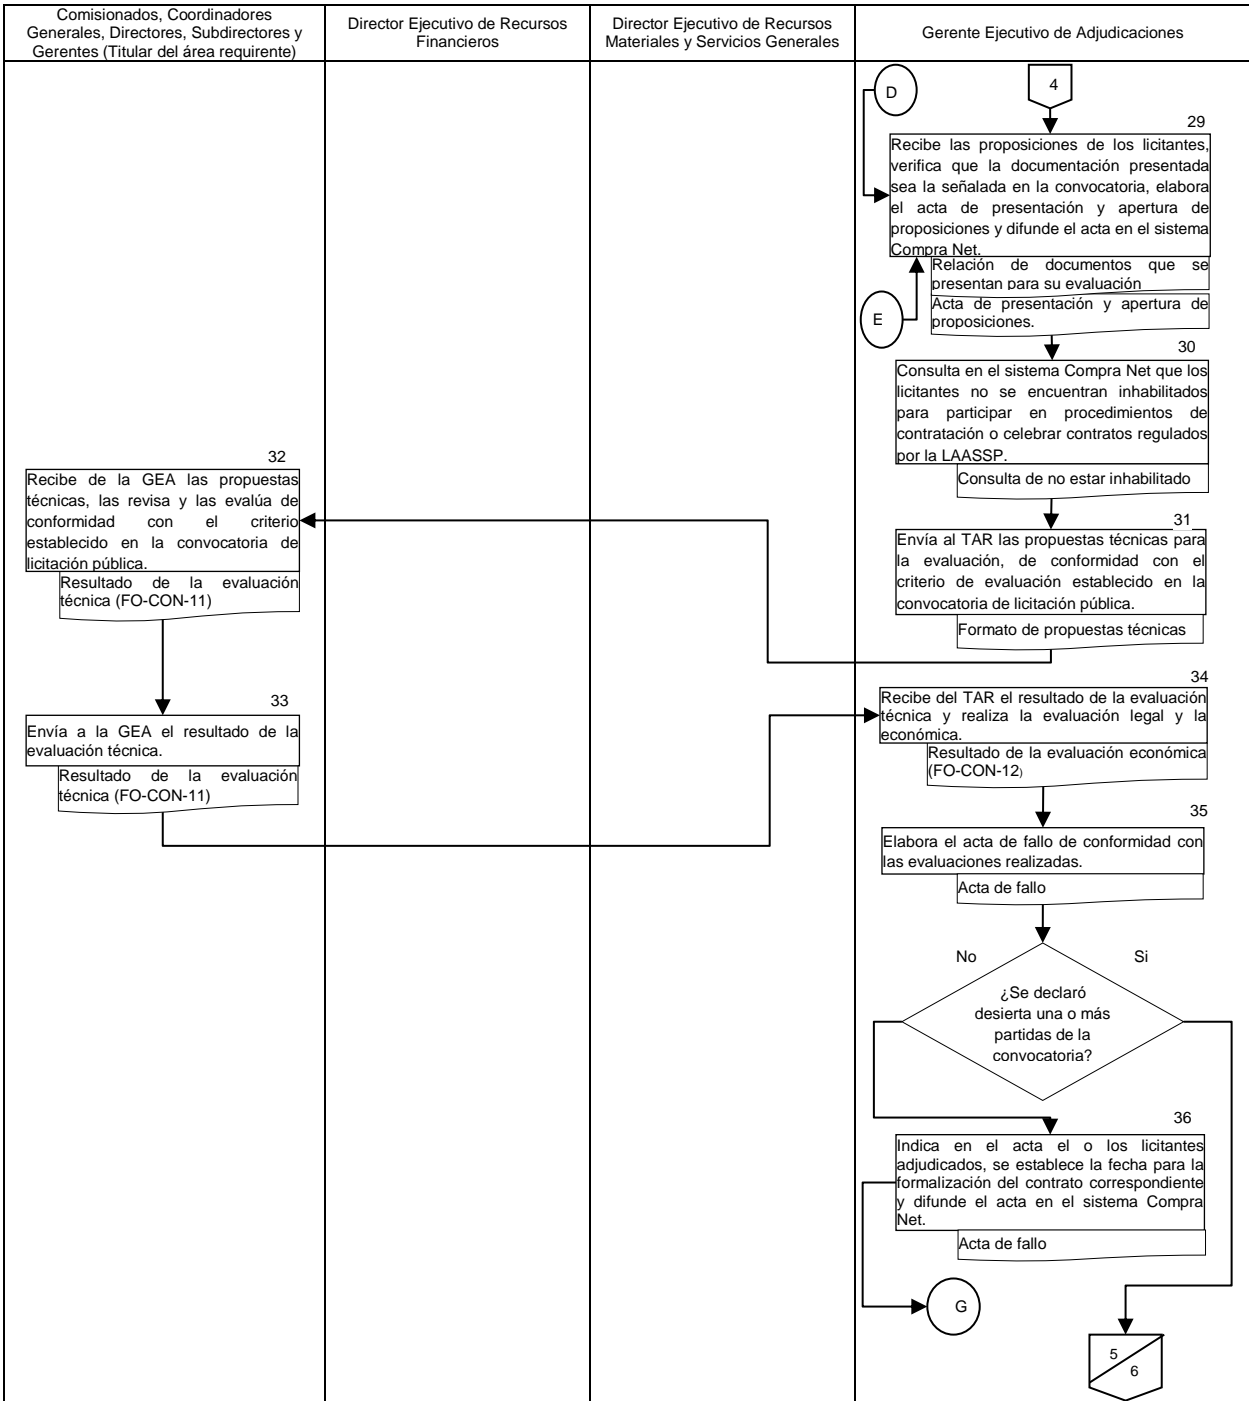 Comisionados, Coordinadores
Generales, Directores, Subdirectores y
Gerentes (Titular del área requirente)
Director Ejecutivo de Recursos
Financieros
Director Ejecutivo de Recursos
Materiales y Servicios Generales
Gerente Ejecutivo de Adjudicaciones
D
4
29
Recibe las proposiciones de los licitantes,
verifica que la documentación presentada
sea la señalada en la convocatoria, elabora
el acta de presentación y apertura de
proposiciones y difunde el acta en el sistema
Compra Net.
Relación de documentos que se
presentan para su evaluación
Acta de presentación y apertura de
proposiciones.
E
30
Consulta en el sistema Compra Net que los
licitantes no se encuentran inhabilitados
para participar en procedimientos de
contratación o celebrar contratos regulados
por la LAASSP.
Consulta de no estar inhabilitado
31
Envía al TAR las propuestas técnicas para
la evaluación, de conformidad con el
criterio de evaluación establecido en la
convocatoria de licitación pública.
Formato de propuestas técnicas
32
Recibe de la GEA las propuestas
técnicas, las revisa y las evalúa de
conformidad con el criterio
establecido en la convocatoria de
licitación pública.
Resultado de la evaluación
técnica (FO-CON-11)
33
Envía a la GEA el resultado de la
evaluación técnica.
Resultado de la evaluación
técnica (FO-CON-11)
34
Recibe del TAR el resultado de la evaluación
técnica y realiza la evaluación legal y la
económica.
Resultado de la evaluación económica
(FO-CON-12)
35
Elabora el acta de fallo de conformidad con
las evaluaciones realizadas.
Acta de fallo
No
Si
¿Se declaró
desierta una o más
partidas de la
convocatoria?
36
Indica en el acta el o los licitantes
adjudicados, se establece la fecha para la
formalización del contrato correspondiente
y difunde el acta en el sistema Compra
Net.
Acta de fallo
G
5
6